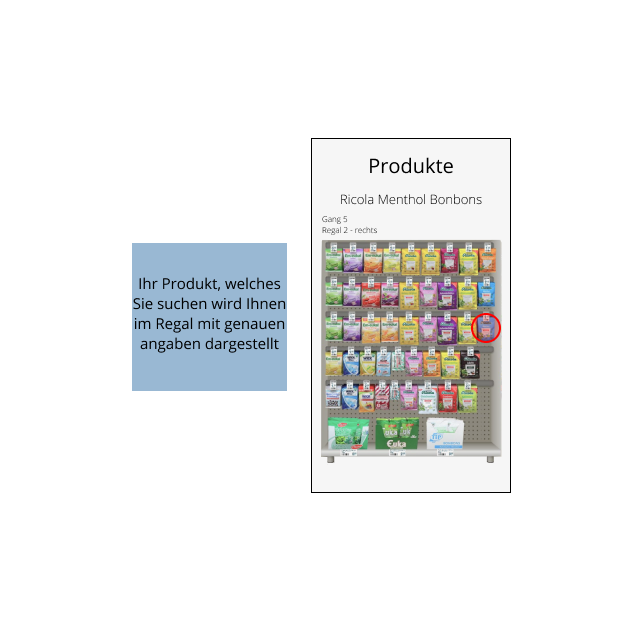 Produkte
Ricola Menthol Bonbons
Gang 5
Regal 2 - rechts
Ihr Produkt, welches
Sie suchen wird Ihnen
im Regal mit genauen
angaben dargestellt
Euka